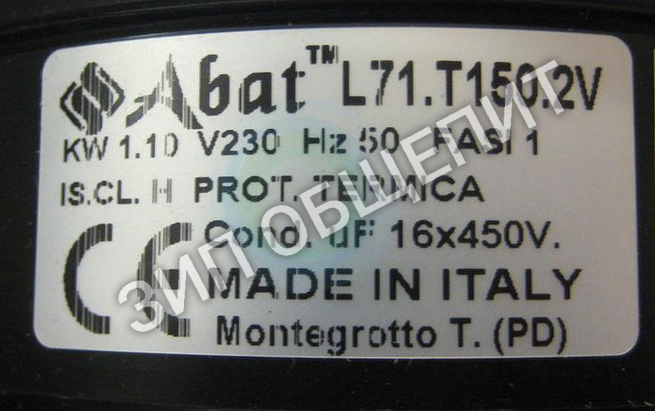 Abat™ L71.T150.2V
KW 1.10 V230 Hz 50 FASI 1
IS.CL. H PROT. TERMICA
CE Cond. uF 16x450V.
MADE IN ITALY
Montegrotto T. (PD)
ЗИП ОБЩЕПИТ